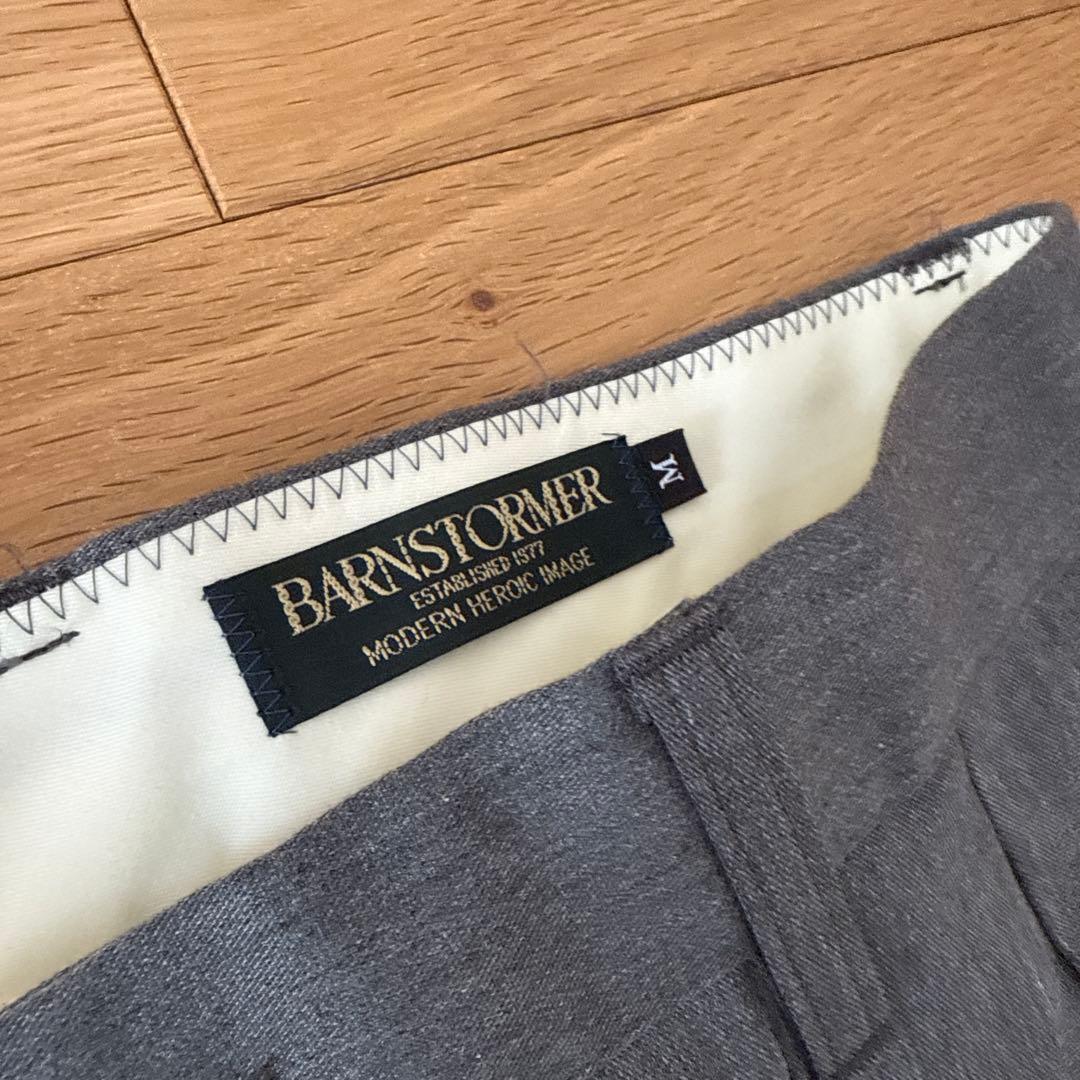 BARNSTORMER
ESTABLISHED 1977
MODERN HEROIC IMAGE
M